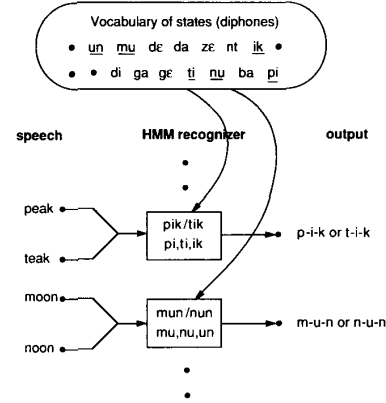 Vocabulary of states (diphones)
un mu dɛ da zɛ nt ik
di ga gɛ ti nu ba pi
speech HMM recognizer output
peak
pik/tik
pi,ti,ik
p-i-k or t-i-k
teak
moon
mun/nun
mu,nu,un
m-u-n or n-u-n
noon